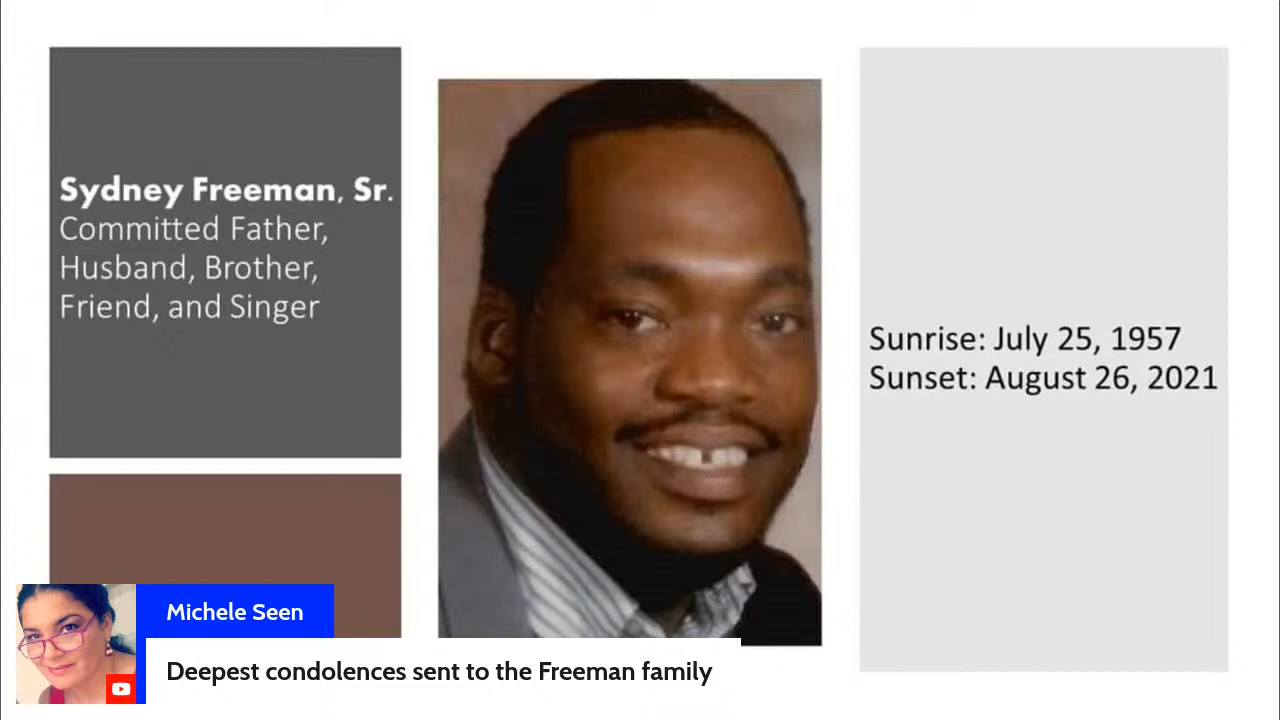 Sydney Freeman, Sr.
Committed Father,
Husband, Brother,
Friend, and Singer
Sunrise: July 25, 1957
Sunset: August 26, 2021
Michele Seen
Deepest condolences sent to the Freeman family